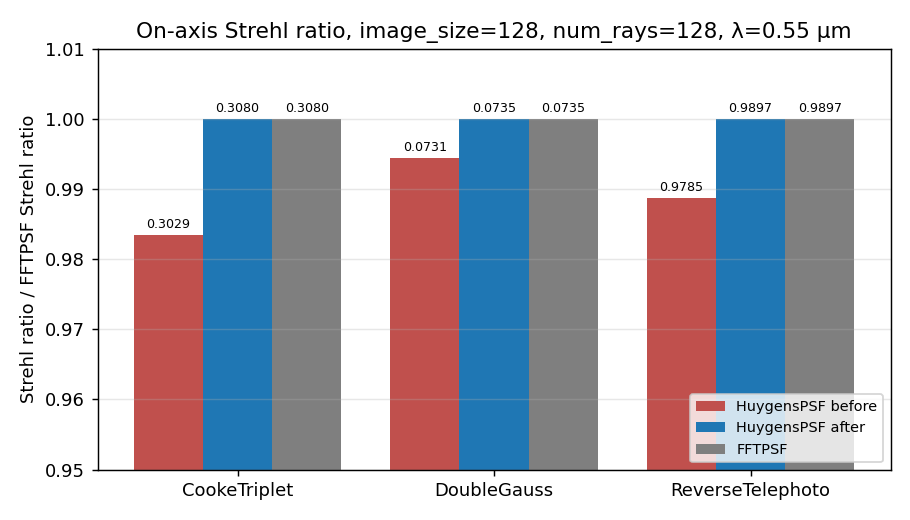 On-axis Strehl ratio, image_size=128, num_rays=128, λ=0.55 µm
Strehl ratio / FFTPSF Strehl ratio
1.01
1.00
0.99
0.98
0.97
0.96
0.95
0.3029
0.3080
0.3080
0.0731
0.0735
0.0735
0.9785
0.9897
0.9897
HuygensPSF before
HuygensPSF after
FFTPSF
CookeTriplet
DoubleGauss
ReverseTelephoto